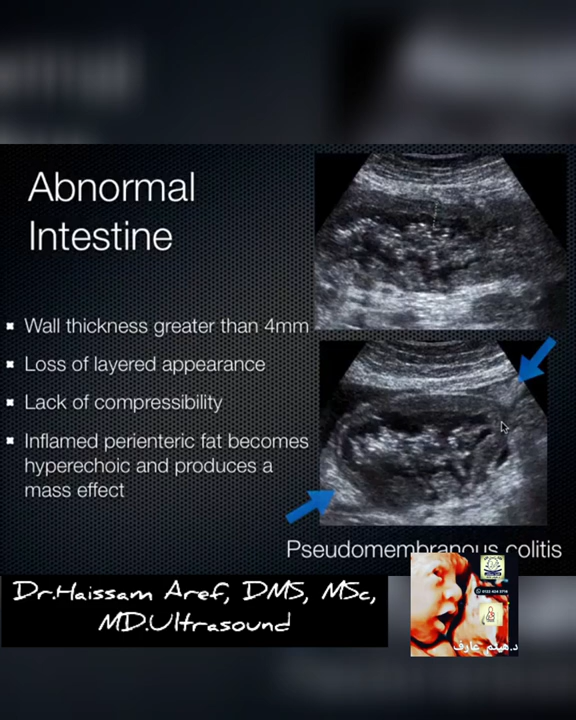 Abnormal
Intestine
Wall thickness greater than 4mm
Loss of layered appearance
Lack of compressibility
Inflamed perienteric fat becomes
hyperechoic and produces a
mass effect
Pseudomembranous colitis
Dr.Haissam Aref, DMS, MSc,
MD.Ultrasound
د.هيثم عارف